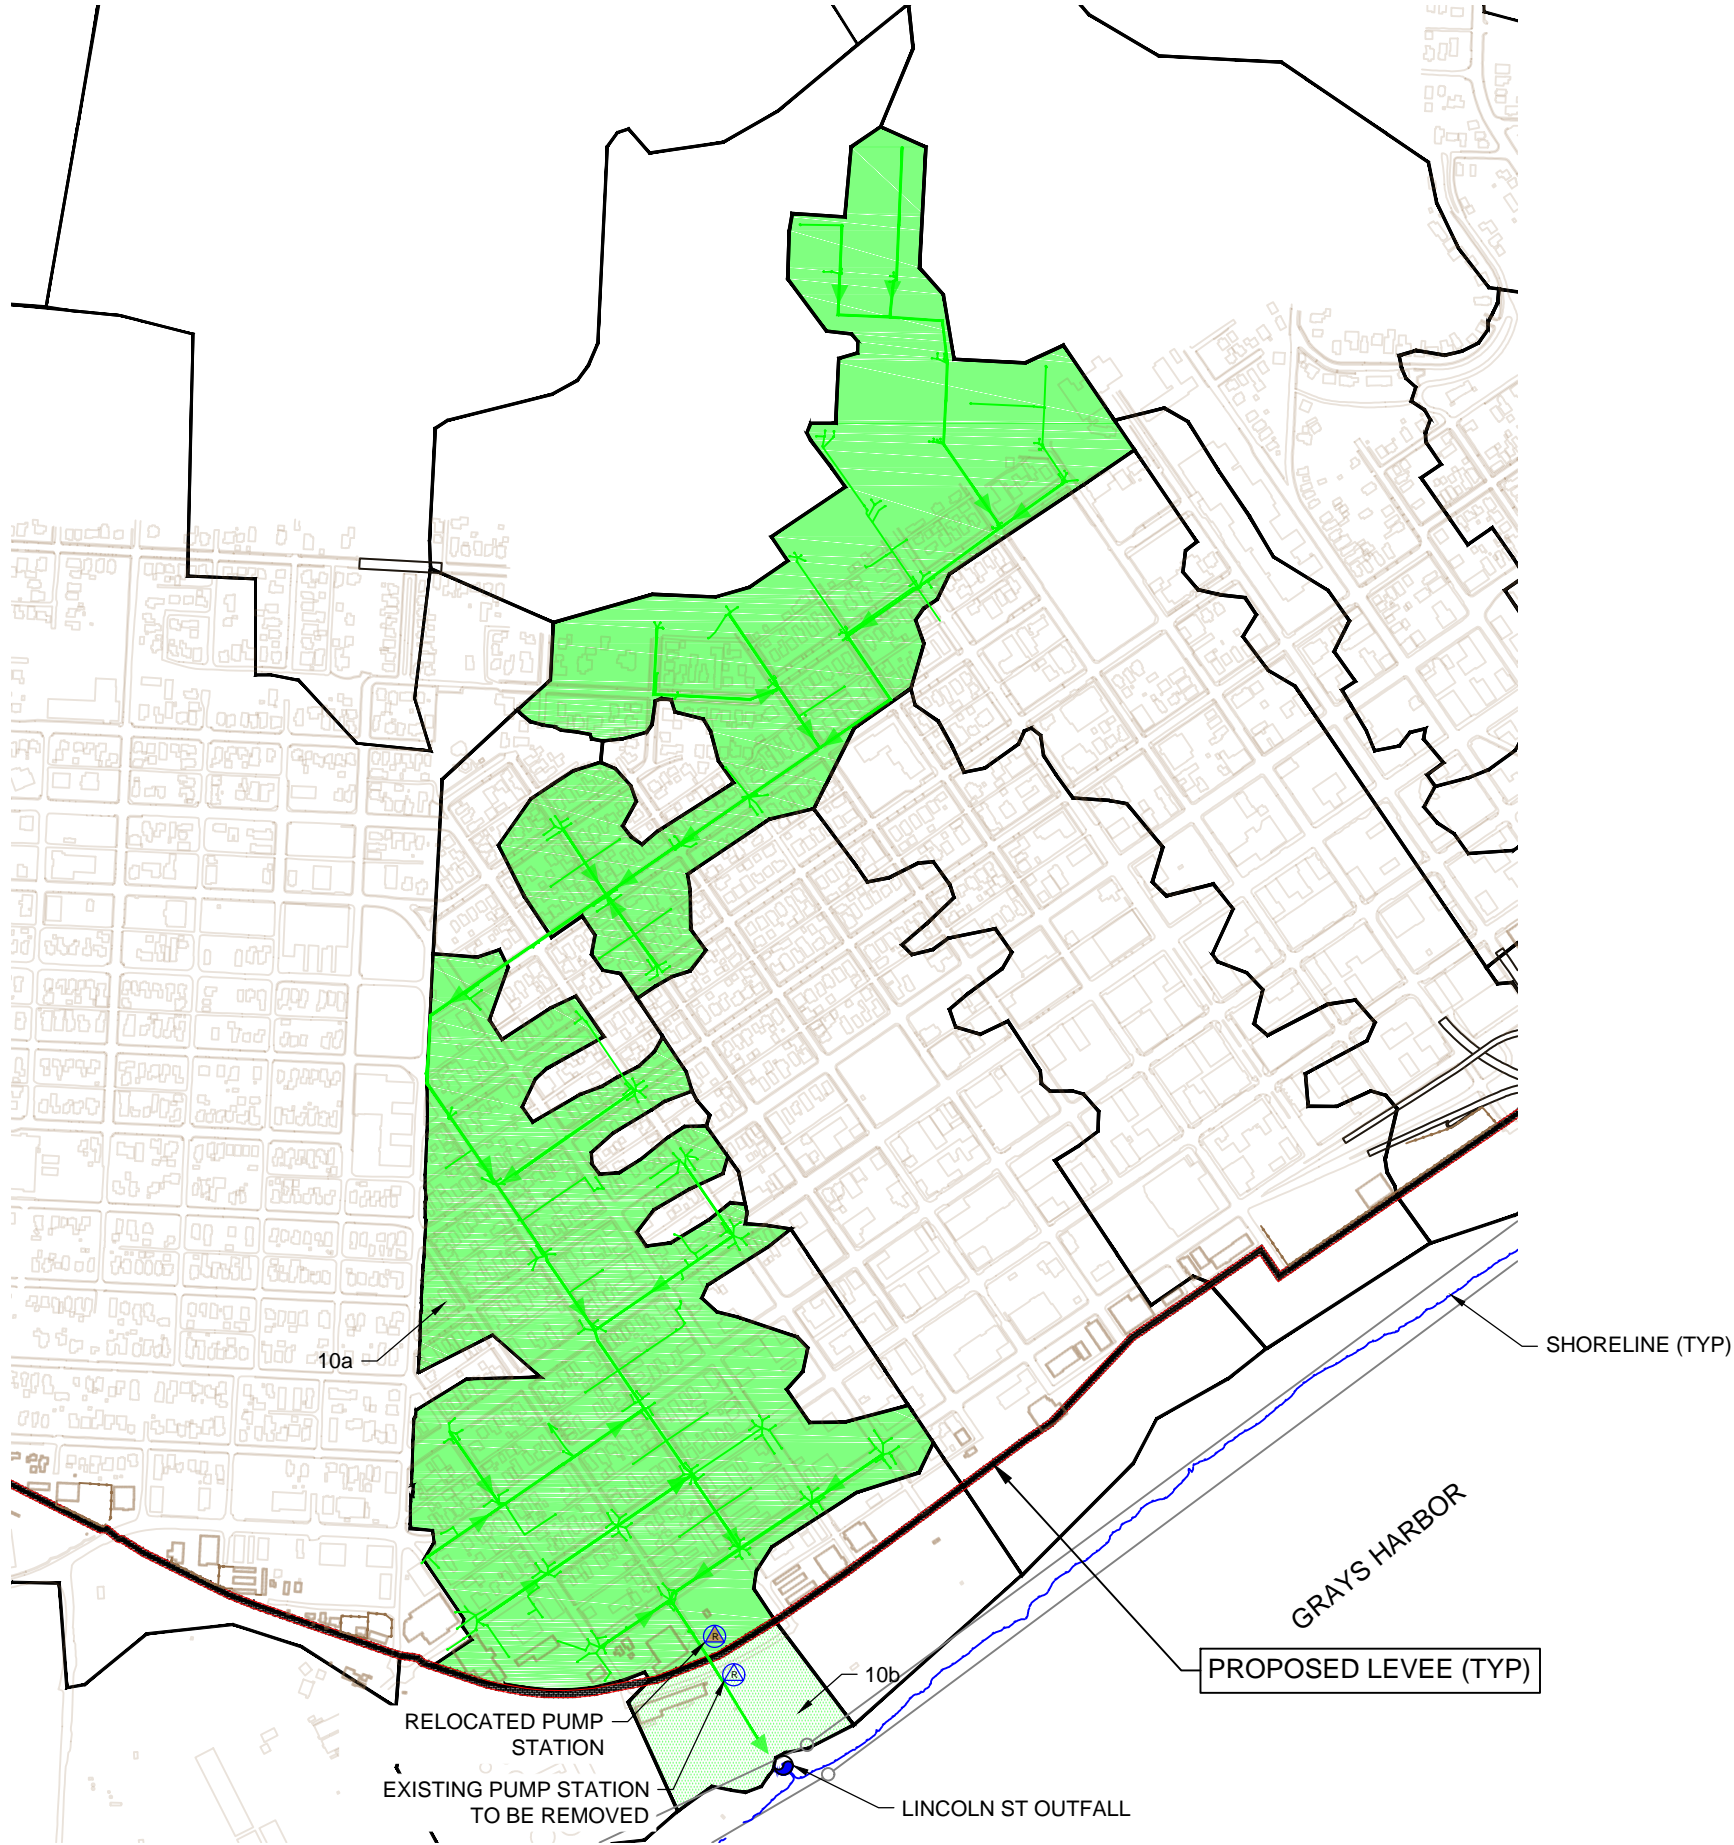 10a
SHORELINE (TYP)
GRAYS HARBOR
PROPOSED LEVEE (TYP)
R
R
10b
RELOCATED PUMP
STATION
EXISTING PUMP STATION
TO BE REMOVED
LINCOLN ST OUTFALL